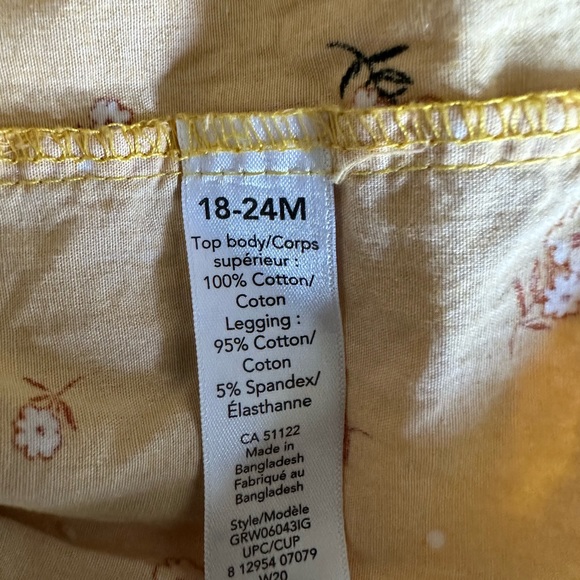 18-24M
Top body/Corps
supérieur :
100% Cotton/
Coton
Legging :
95% Cotton/
Coton
5% Spandex/
Élasthanne
CA 51122
Made in
Bangladesh
Fabriqué au
Bangladesh
Style/Modèle
GRW06043IG
UPC/CUP
8 12954 07079
W20